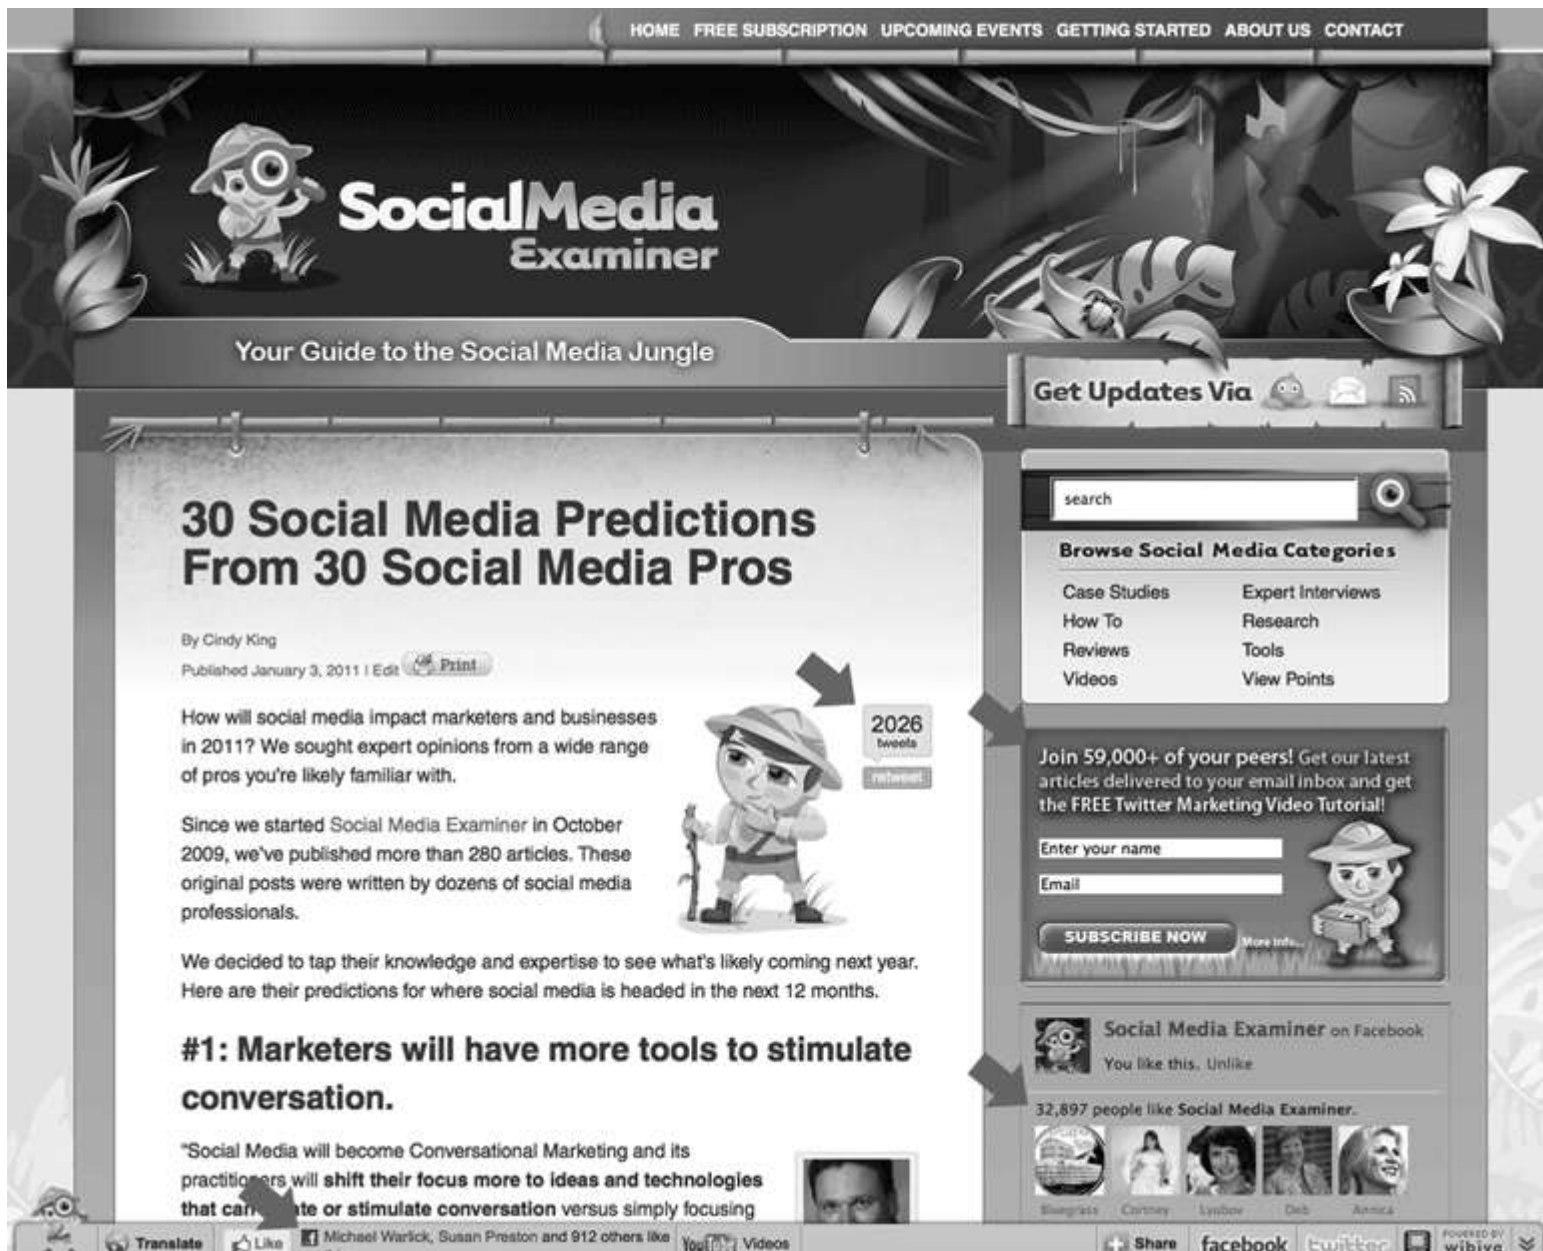 HOME FREE SUBSCRIPTION UPCOMING EVENTS GETTING STARTED ABOUT US CONTACT
SocialMedia
Examiner
Your Guide to the Social Media Jungle
Get Updates Via
30 Social Media Predictions
From 30 Social Media Pros
By Cindy King
Published January 3, 2011 | Edit Print
How will social media impact marketers and businesses
in 2011? We sought expert opinions from a wide range
of pros you're likely familiar with.
2026
tweets
retweet
Since we started Social Media Examiner in October
2009, we've published more than 280 articles. These
original posts were written by dozens of social media
professionals.
We decided to tap their knowledge and expertise to see what's likely coming next year.
Here are their predictions for where social media is headed in the next 12 months.
#1: Marketers will have more tools to stimulate
conversation.
"Social Media will become Conversational Marketing and its
practitioners will shift their focus more to ideas and technologies
that can ate or stimulate conversation versus simply focusing
search
Browse Social Media Categories
Case Studies Expert Interviews
How To Research
Reviews Tools
Videos View Points
Join 59,000+ of your peers! Get our latest
articles delivered to your email inbox and get
the FREE Twitter Marketing Video Tutorial!
Enter your name
Email
SUBSCRIBE NOW More info...
Social Media Examiner on Facebook
You like this. Unlike
32,897 people like Social Media Examiner.
Bluegrass Cortney Lyubov Deb Annica
Translate Like Michael Warlick, Susan Preston and 912 others like
YouTube Videos
Share facebook twitter POWERED BY
wibiya